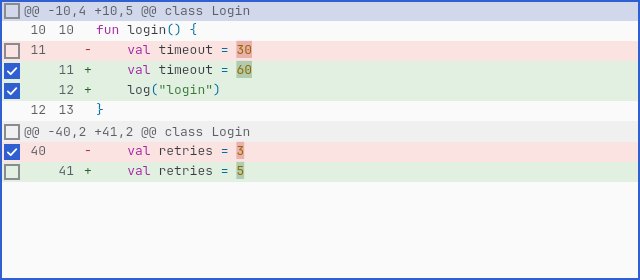 @@ -10,4 +10,5 @@ class Login
10 10 fun login() {
11 - val timeout = 30
11 + val timeout = 60
12 + log("login")
12 13 }
@@ -40,2 +41,2 @@ class Login
40 - val retries = 3
41 + val retries = 5